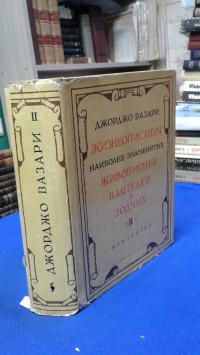 II
ДЖОРДЖО ВАЗАРИ
ДЖОРДЖО ВАЗАРИ
ЖИЗНЕОПИСАНИЯ
НАИБОЛЕЕ ЗНАМЕНИТЫХ
ЖИВОПИСЦЕВ
ВАЯТЕЛЕЙ
И
ЗОДЧИХ
II
ИСКУССТВО